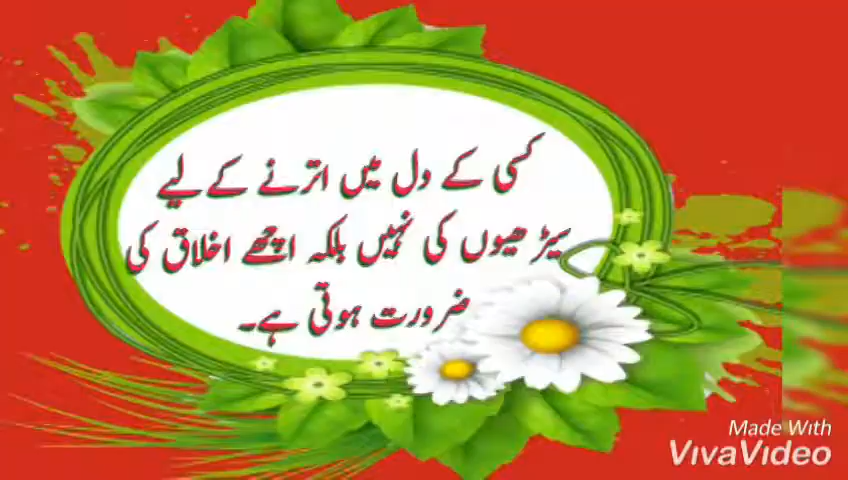 کسی کے دل میں اترنے کے لیے
سیڑھیوں کی نہیں بلکہ اچھے اخلاق کی
ضرورت ہوتی ہے۔
Made With
VivaVideo